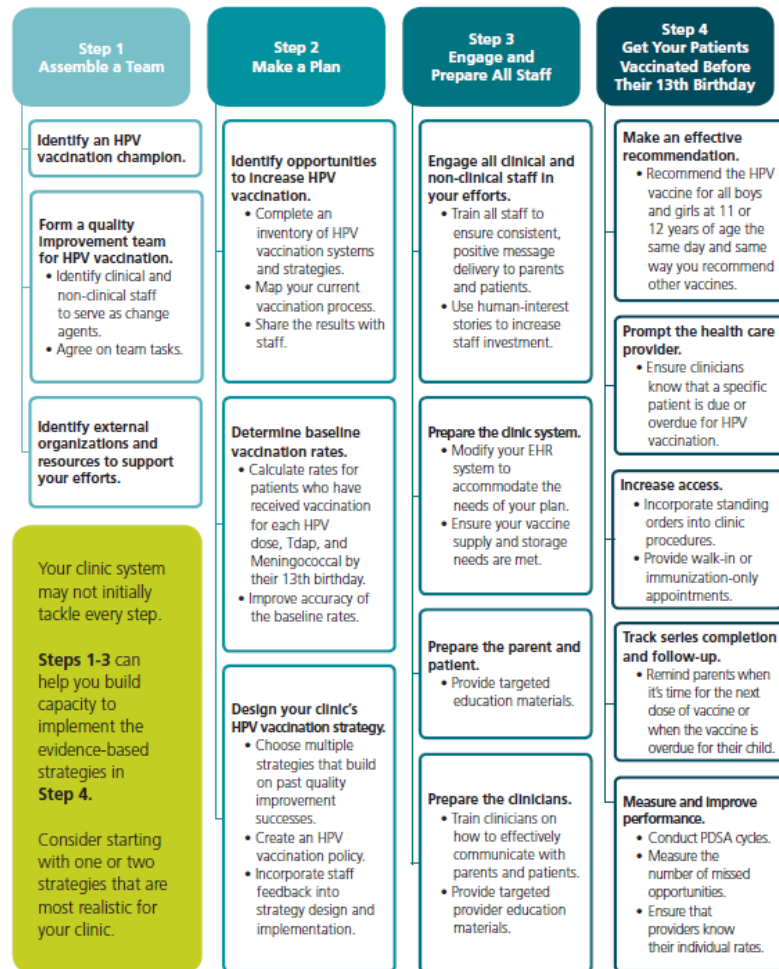 Step 1
Assemble a Team
Identify an HPV
vaccination champion.
Form a quality
improvement team
for HPV vaccination.
• Identify clinical and
non-clinical staff
to serve as change
agents.
• Agree on team tasks.
Identify external
organizations and
resources to support
your efforts.
Your clinic system
may not initially
tackle every step.
Steps 1-3 can
help you build
capacity to
implement the
evidence-based
strategies in
Step 4.
Consider starting
with one or two
strategies that are
most realistic for
your clinic.
Step 2
Make a Plan
Identify opportunities
to increase HPV
vaccination.
• Complete an
inventory of HPV
vaccination systems
and strategies.
• Map your current
vaccination process.
• Share the results with
staff.
Determine baseline
vaccination rates.
• Calculate rates for
patients who have
received vaccination
for each HPV
dose, Tdap, and
Meningococcal by
their 13th birthday.
• Improve accuracy of
the baseline rates.
Design your clinic's
HPV vaccination strategy.
• Choose multiple
strategies that build
on past quality
improvement
successes.
• Create an HPV
vaccination policy.
• Incorporate staff
feedback into
strategy design and
implementation.
Step 3
Engage and
Prepare All Staff
Engage all clinical and
non-clinical staff in
your efforts.
• Train all staff to
ensure consistent,
positive message
delivery to parents
and patients.
• Use human-interest
stories to increase
staff investment.
Prepare the clinic system.
• Modify your EHR
system to
accommodate the
needs of your plan.
• Ensure your vaccine
supply and storage
needs are met.
Prepare the parent and
patient.
• Provide targeted
education materials.
Prepare the clinicians.
• Train clinicians on
how to effectively
communicate with
parents and patients.
• Provide targeted
provider education
materials.
Step 4
Get Your Patients
Vaccinated Before
Their 13th Birthday
Make an effective
recommendation.
• Recommend the HPV
vaccine for all boys
and girls at 11 or
12 years of age the
same day and same
way you recommend
other vaccines.
Prompt the health care
provider.
• Ensure clinicians
know that a specific
patient is due or
overdue for HPV
vaccination.
Increase access.
• Incorporate standing
orders into clinic
procedures.
• Provide walk-in or
immunization-only
appointments.
Track series completion
and follow-up.
• Remind parents when
it's time for the next
dose of vaccine or
when the vaccine is
overdue for their child.
Measure and improve
performance.
• Conduct PDSA cycles.
• Measure the
number of missed
opportunities.
• Ensure that
providers know
their individual rates.